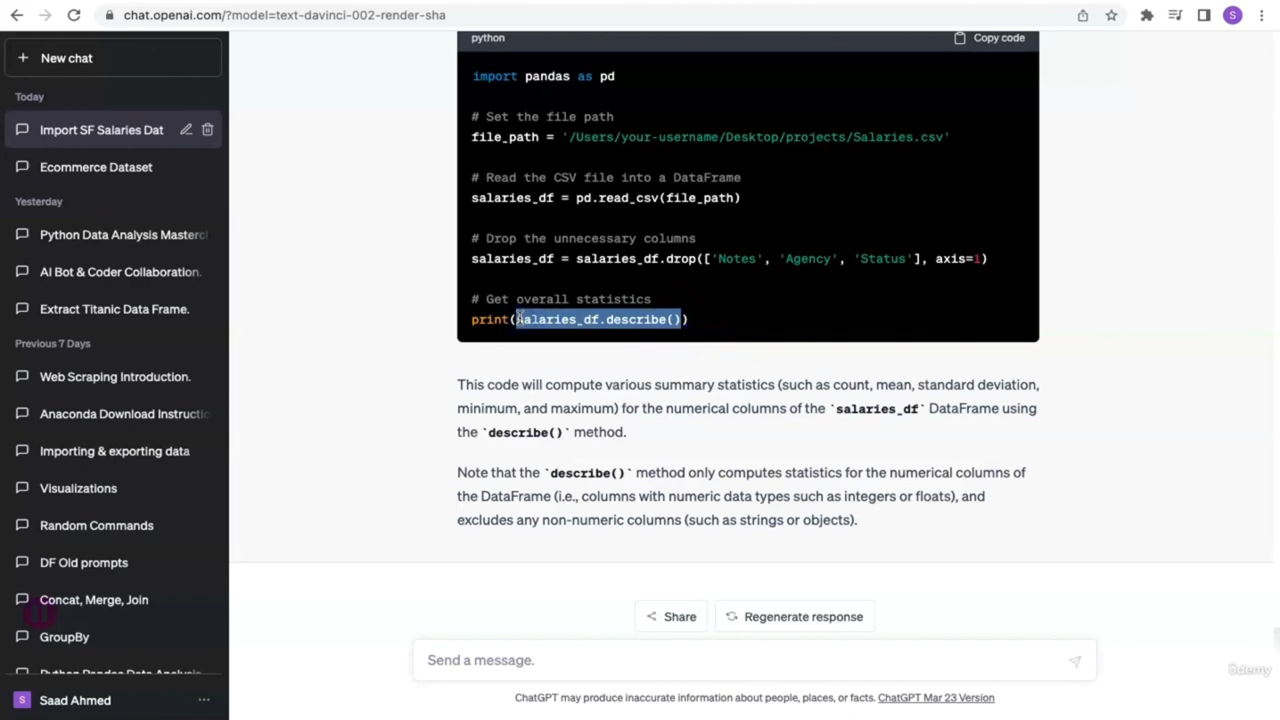 chat.openai.com/?model=text-davinci-002-render-sha
S
+ New chat
Today
Import SF Salaries Dat
Ecommerce Dataset
Yesterday
Python Data Analysis Masterc
AI Bot & Coder Collaboration.
Extract Titanic Data Frame.
Previous 7 Days
Web Scraping Introduction.
Anaconda Download Instructic
Importing & exporting data
Visualizations
Random Commands
DF Old prompts
Concat, Merge, Join
GroupBy
Python Pandas Data Analysis
S Saad Ahmed ...
python Copy code
import pandas as pd
# Set the file path
file_path = '/Users/your-username/Desktop/projects/Salaries.csv'
# Read the CSV file into a DataFrame
salaries_df = pd.read_csv(file_path)
# Drop the unnecessary columns
salaries_df = salaries_df.drop(['Notes', 'Agency', 'Status'], axis=1)
# Get overall statistics
print(salaries_df.describe())
This code will compute various summary statistics (such as count, mean, standard deviation,
minimum, and maximum) for the numerical columns of the `salaries_df` DataFrame using
the `describe()` method.
Note that the `describe()` method only computes statistics for the numerical columns of
the DataFrame (i.e., columns with numeric data types such as integers or floats), and
excludes any non-numeric columns (such as strings or objects).
Share
Regenerate response
Send a message.
ChatGPT may produce inaccurate information about people, places, or facts. ChatGPT Mar 23 Version
ûdemy